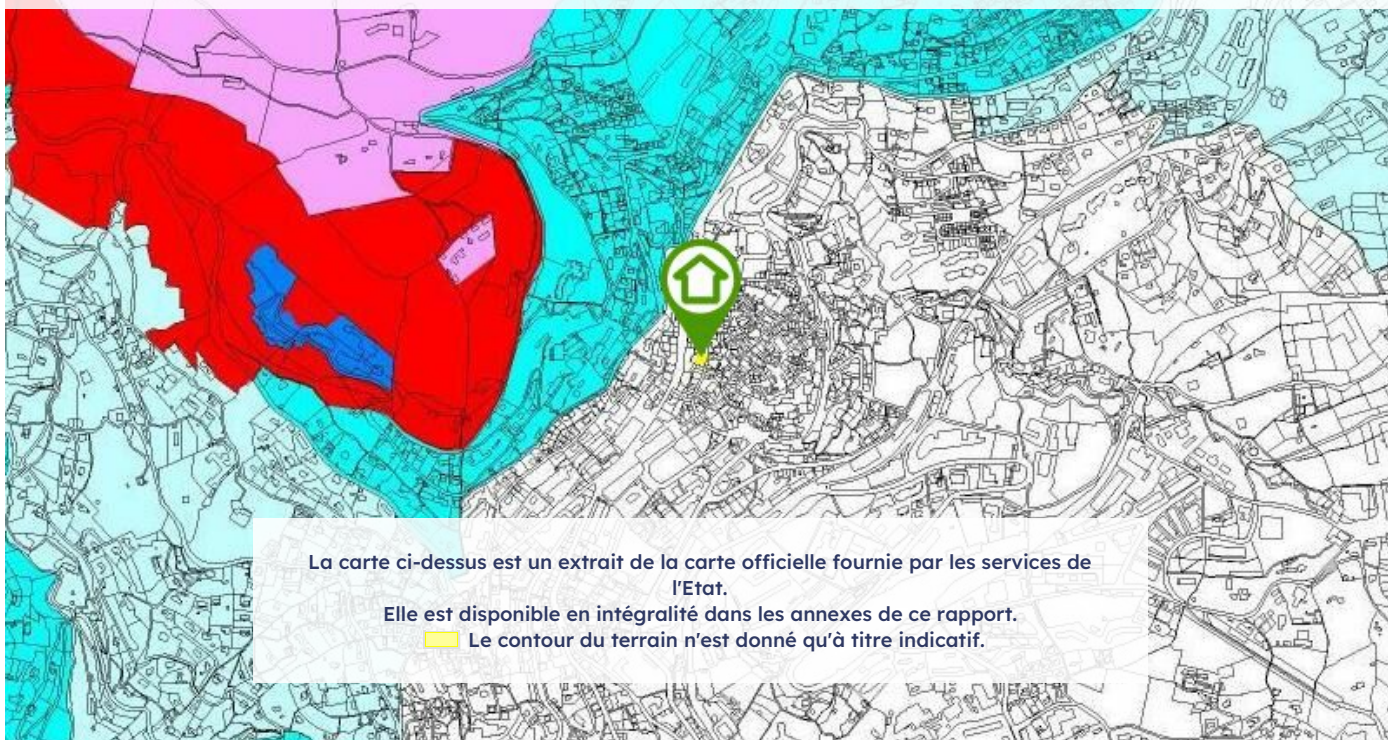 La carte ci-dessus est un extrait de la carte officielle fournie par les services de
l'Etat.
Elle est disponible en intégralité dans les annexes de ce rapport.
Le contour du terrain n'est donné qu'à titre indicatif.